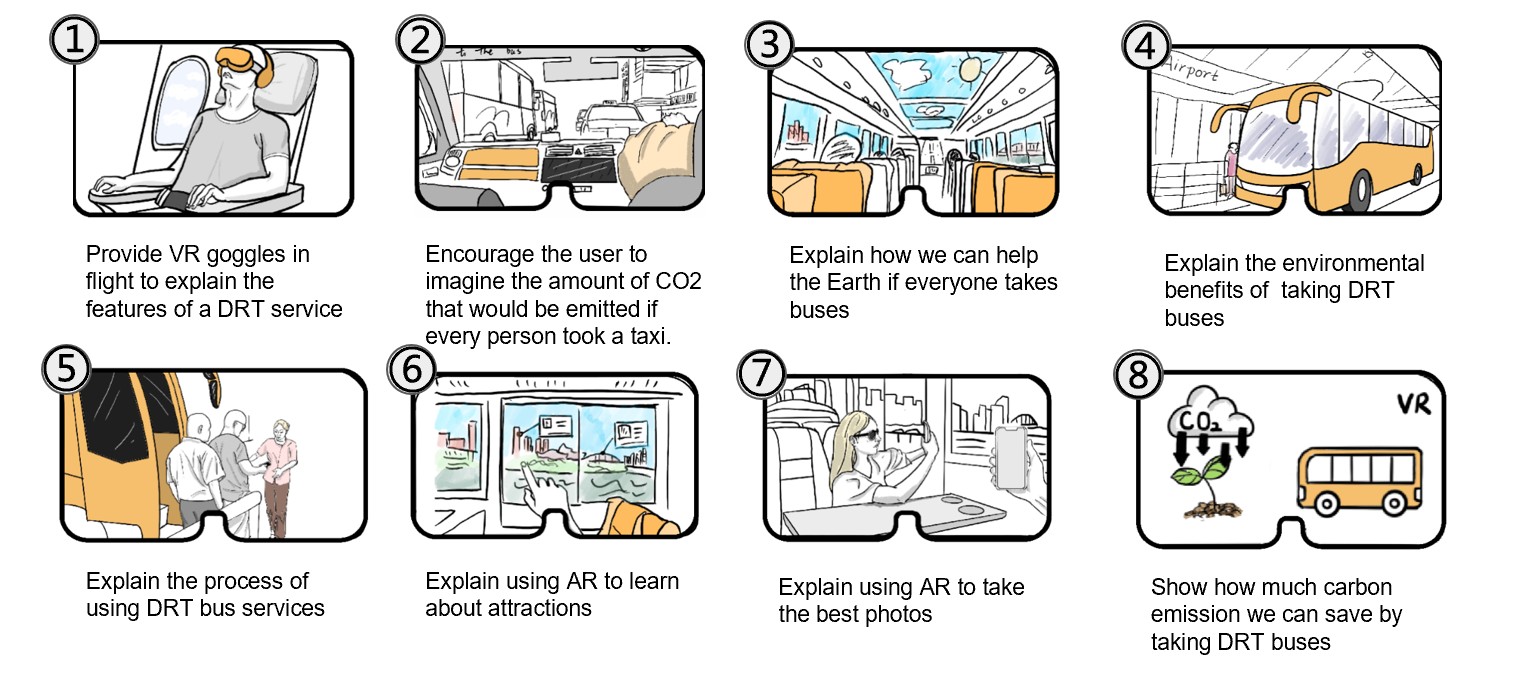 1
to the bus
Provide VR goggles in
flight to explain the
features of a DRT service
2
Encourage the user to
imagine the amount of CO2
that would be emitted if
every person took a taxi.
3
Explain how we can help
the Earth if everyone takes
buses
4
Airport
Explain the environmental
benefits of  taking DRT
buses
5
Explain the process of
using DRT bus services
6
Explain using AR to learn
about attractions
7
Explain using AR to take
the best photos
8
CO2
VR
Show how much carbon
emission we can save by
taking DRT buses